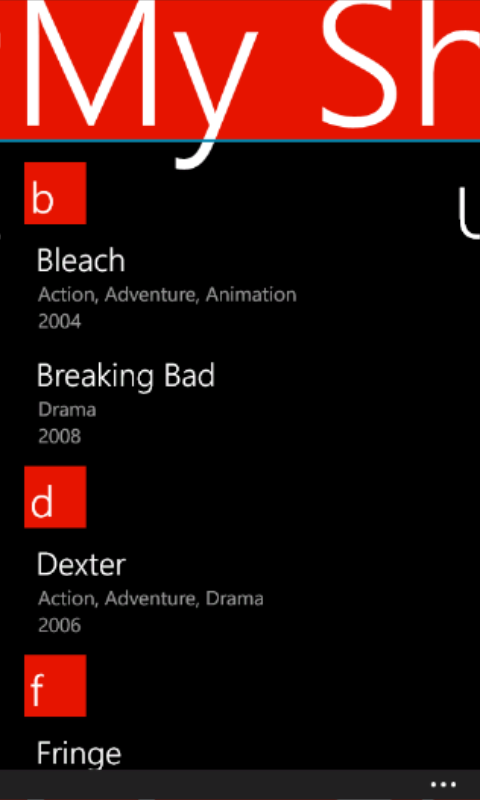 My Sh
b
Bleach
Action, Adventure, Animation
2004
Breaking Bad
Drama
2008
d
Dexter
Action, Adventure, Drama
2006
f
Fringe